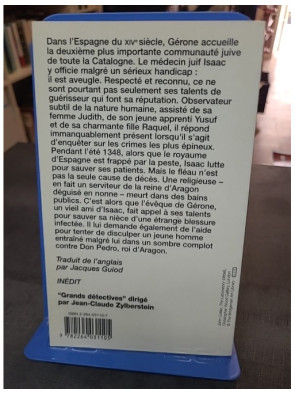 Dans l'Espagne du XIVᵉ siècle, Gérone accueille
la deuxième plus importante communauté juive
de toute la Catalogne. Le médecin juif Isaac
y officie malgré un sérieux handicap :
il est aveugle. Respecté et reconnu, ce ne
sont pourtant pas seulement ses talents de
guérisseur qui font sa réputation. Observateur
subtil de la nature humaine, assisté de sa
femme Judith, de son jeune apprenti Yusuf
et de sa charmante fille Raquel, il répond
immanquablement présent lorsqu'il s'agit
d'enquêter sur les crimes les plus épineux.
Pendant l'été 1348, alors que le royaume
d'Espagne est frappé par la peste, Isaac lutte
pour sauver ses patients. Mais le fléau n'est
pas la seule cause de décès. Une religieuse –
en fait un serviteur de la reine d'Aragon
déguisé en nonne – meurt dans des bains
publics. C'est alors que l'évêque de Gérone,
un vieil ami d'Isaac, fait appel à ses talents
pour sauver sa nièce d'une étrange blessure
infectée. Il lui demande également de l'aide
pour tenter de disculper un jeune homme
entraîné malgré lui dans un sombre complot
contre Don Pedro, roi d'Aragon.
Traduit de l'anglais
par Jacques Guiod
INÉDIT
"Grands détectives" dirigé
par Jean-Claude Zylberstein